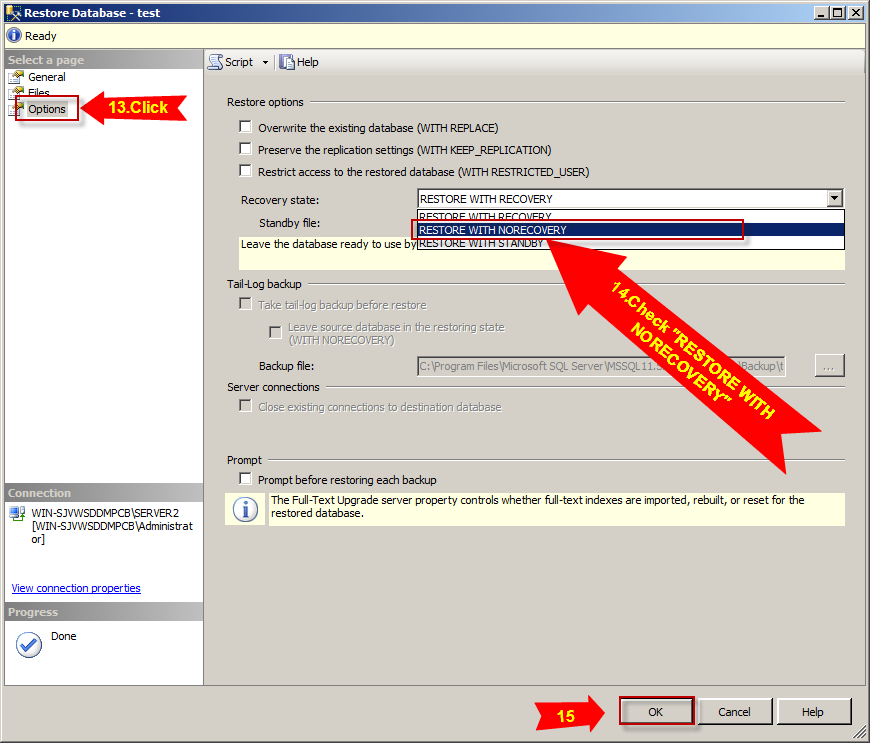 Restore Database - test
Ready
Select a page
General
Files
Options
13.Click
Script
Help
Restore options
Overwrite the existing database (WITH REPLACE)
Preserve the replication settings (WITH KEEP_REPLICATION)
Restrict access to the restored database (WITH RESTRICTED_USER)
Recovery state:
RESTORE WITH RECOVERY
RESTORE WITH RECOVERY
RESTORE WITH NORECOVERY
RESTORE WITH STANDBY
Standby file:
Leave the database ready to use by
14.Check "RESTORE WITH
NORECOVERY"
Tail-Log backup
Take tail-log backup before restore
Leave source database in the restoring state
(WITH NORECOVERY)
Backup file:
C:\Program Files\Microsoft SQL Server\MSSQL11. \Backup\t
...
Server connections
Close existing connections to destination database
Prompt
Prompt before restoring each backup
The Full-Text Upgrade server property controls whether full-text indexes are imported, rebuilt, or reset for the
restored database.
Connection
WIN-SJVWSDDMPCB\SERVER2
[WIN-SJVWSDDMPCB\Administrat
or]
View connection properties
Progress
Done
15
OK
Cancel
Help